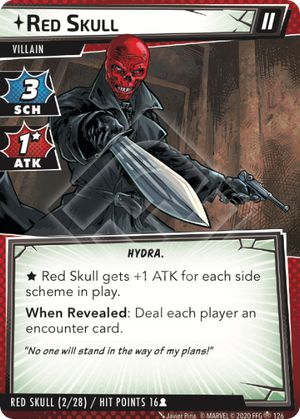 Red Skull
II
VILLAIN
3
SCH
1★
ATK
HYDRA.
★ Red Skull gets +1 ATK for each side
scheme in play.
When Revealed: Deal each player an
encounter card.
"No one will stand in the way of my plans!"
RED SKULL (2/28) / HIT POINTS 16
Javier Pina © MARVEL © 2020 FFG 126